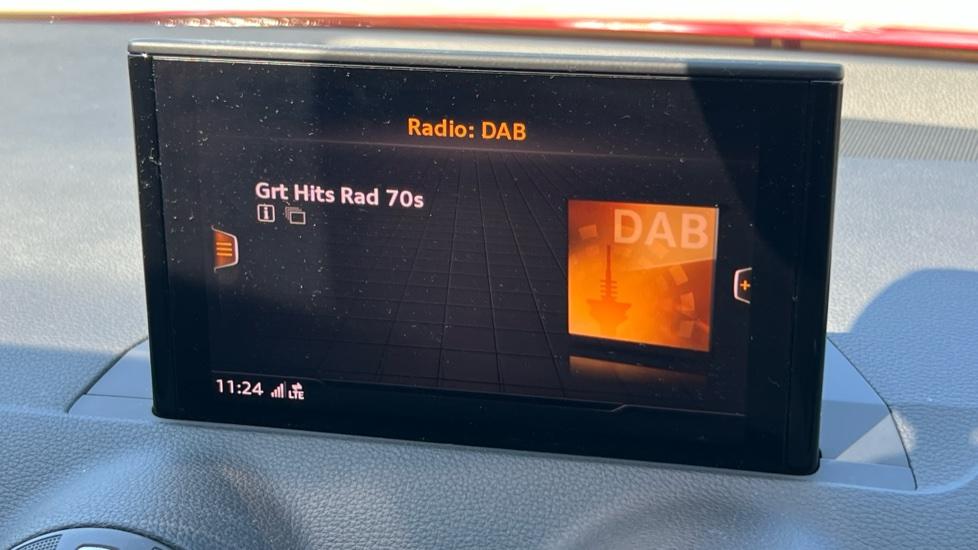 Radio: DAB
Grt Hits Rad 70s
DAB
11:24 LTE